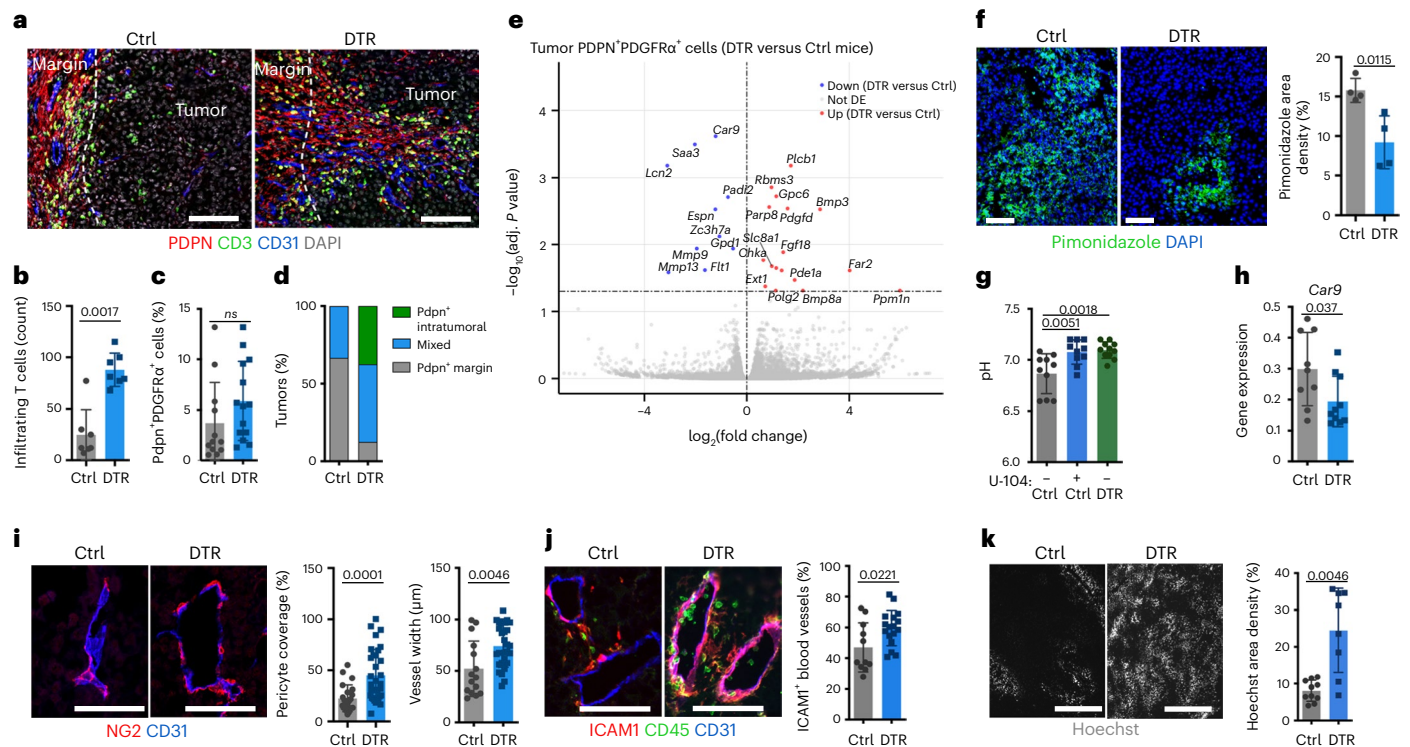 a
Ctrl
DTR
Margin
Tumor
Margin
Tumor
PDPN CD3 CD31 DAPI
b
Infiltrating T cells (count)
150
100
50
0
0.0017
Ctrl DTR
c
Pdpn⁺PDGFRα⁺ cells (%)
15
10
5
0
ns
Ctrl DTR
d
Tumors (%)
100
50
0
Ctrl DTR
Pdpn⁺ intratumoral
Mixed
Pdpn⁺ margin
e
Tumor PDPN⁺PDGFRα⁺ cells (DTR versus Ctrl mice)
Down (DTR versus Ctrl)
Not DE
Up (DTR versus Ctrl)
−log₁₀(adj. P value)
4
3
2
1
0
Car9
Saa3
Lcn2
Padi2
Espn
Zc3h7a
Gpd1
Mmp9
Mmp13
Flt1
Plcb1
Rbms3
Gpc6
Bmp3
Parp8
Pdgfd
Slc8a1
Fgf18
Chka
Far2
Ext1
Pde1a
Polg2
Bmp8a
Ppm1n
−4
0
4
log₂(fold change)
f
Ctrl
DTR
Pimonidazole DAPI
Pimonidazole area density (%)
20
15
10
5
0
0.0115
Ctrl DTR
g
pH
7.5
7.0
6.5
6.0
0.0018
0.0051
U-104: − + −
Ctrl Ctrl DTR
h
Car9
Gene expression
0.5
0.4
0.3
0.2
0.1
0
0.037
Ctrl DTR
i
Ctrl
DTR
NG2 CD31
Pericyte coverage (%)
150
100
50
0
0.0001
Ctrl DTR
Vessel width (μm)
150
100
50
0
0.0046
Ctrl DTR
j
Ctrl
DTR
ICAM1 CD45 CD31
ICAM1⁺ blood vessels (%)
100
80
60
40
20
0
0.0221
Ctrl DTR
k
Ctrl
DTR
Hoechst
Hoechst area density (%)
40
30
20
10
0
0.0046
Ctrl DTR